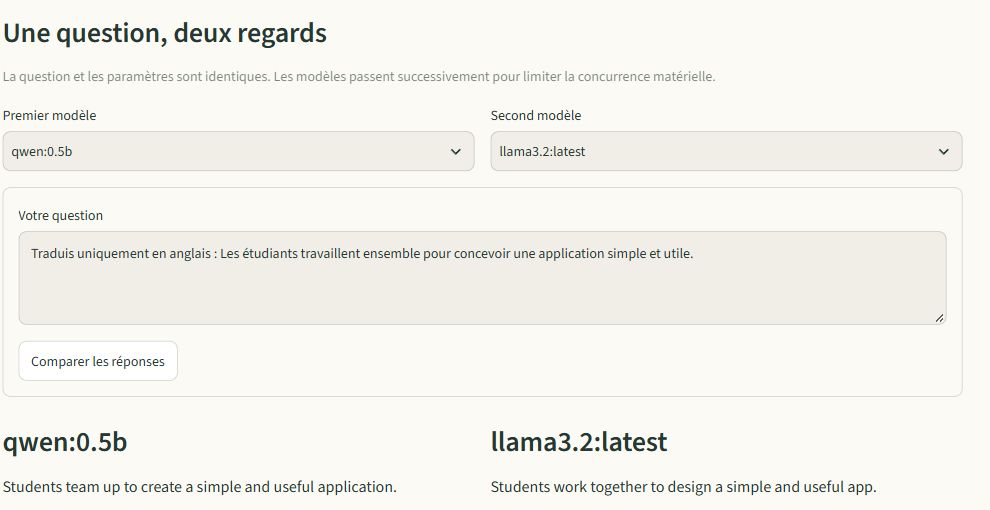 Une question, deux regards
La question et les paramètres sont identiques. Les modèles passent successivement pour limiter la concurrence matérielle.
Premier modèle
Second modèle
qwen:0.5b
llama3.2:latest
Votre question
Traduis uniquement en anglais : Les étudiants travaillent ensemble pour concevoir une application simple et utile.
Comparer les réponses
qwen:0.5b
llama3.2:latest
Students team up to create a simple and useful application.
Students work together to design a simple and useful app.